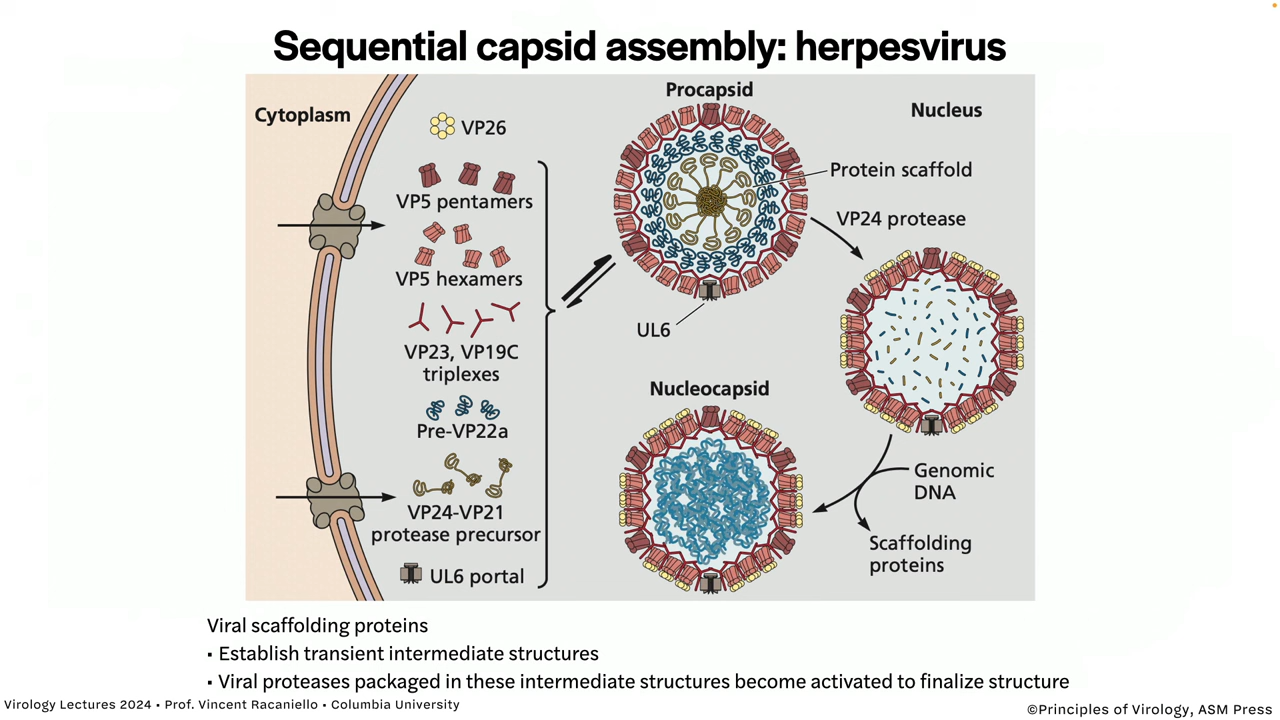 Sequential capsid assembly: herpesvirus
Cytoplasm
VP26
VP5 pentamers
VP5 hexamers
VP23, VP19C
triplexes
Pre-VP22a
VP24-VP21
protease precursor
UL6 portal
Procapsid
Nucleus
Protein scaffold
VP24 protease
UL6
Nucleocapsid
Genomic
DNA
Scaffolding
proteins
Viral scaffolding proteins
▪ Establish transient intermediate structures
▪ Viral proteases packaged in these intermediate structures become activated to finalize structure
Virology Lectures 2024 • Prof. Vincent Racaniello • Columbia University
©Principles of Virology, ASM Press